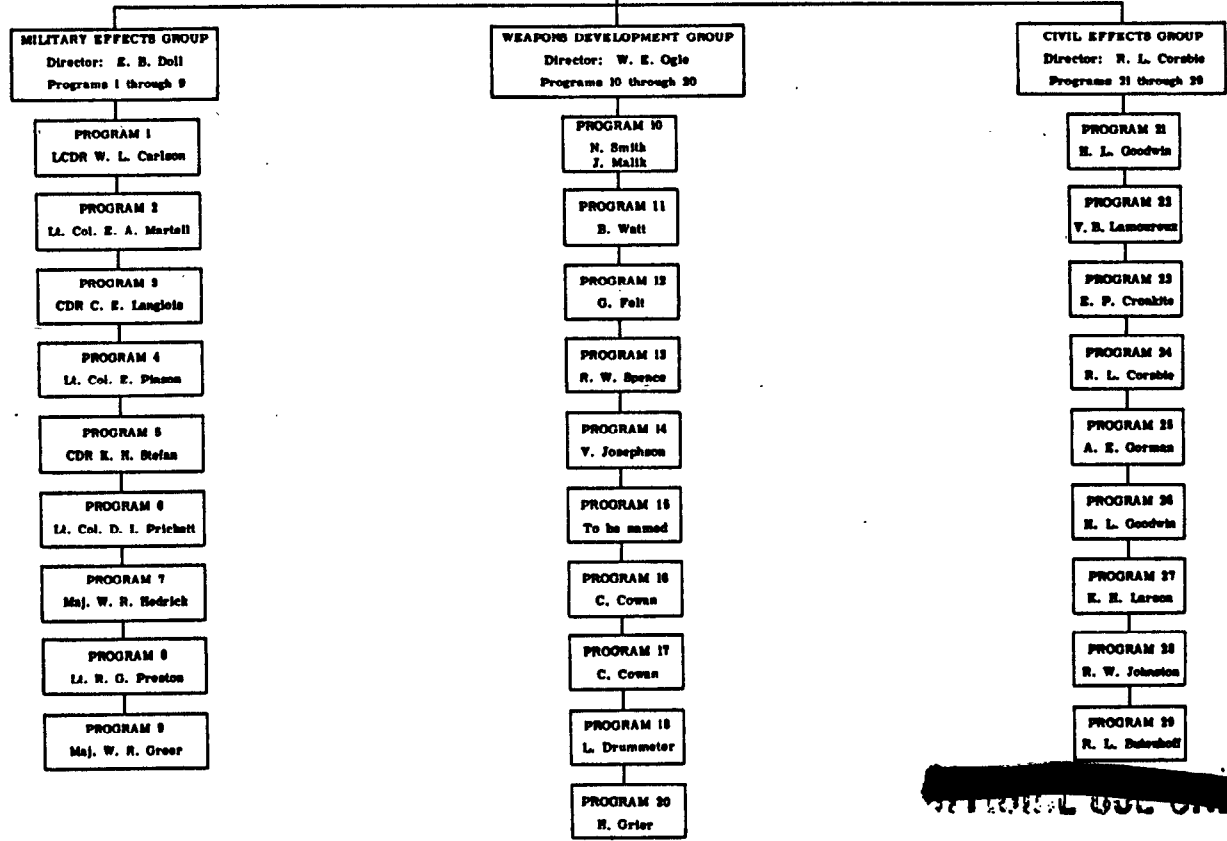 MILITARY EFFECTS GROUP
Director: E. B. Doll
Programs 1 through 9
PROGRAM 1
LCDR W. L. Carlson
PROGRAM 2
Lt. Col. E. A. Martell
PROGRAM 3
CDR C. E. Langlois
PROGRAM 4
Lt. Col. E. Pinson
PROGRAM 5
CDR K. N. Stefan
PROGRAM 6
Lt. Col. D. I. Prickett
PROGRAM 7
Maj. W. R. Hedrick
PROGRAM 8
Lt. R. G. Preston
PROGRAM 9
Maj. W. R. Greer
WEAPONS DEVELOPMENT GROUP
Director: W. E. Ogle
Programs 10 through 20
PROGRAM 10
N. Smith
J. Malik
PROGRAM 11
B. Watt
PROGRAM 12
G. Felt
PROGRAM 13
R. W. Spence
PROGRAM 14
V. Josephson
PROGRAM 15
To be named
PROGRAM 16
C. Cowan
PROGRAM 17
C. Cowan
PROGRAM 18
L. Drummeter
PROGRAM 20
H. Grier
CIVIL EFFECTS GROUP
Director: R. L. Corsbie
Programs 21 through 29
PROGRAM 21
H. L. Goodwin
PROGRAM 22
V. B. Lamoureux
PROGRAM 23
E. P. Cronkite
PROGRAM 24
R. L. Corsbie
PROGRAM 25
A. E. Gorman
PROGRAM 26
H. L. Goodwin
PROGRAM 27
K. H. Larson
PROGRAM 28
R. W. Johnston
PROGRAM 29
R. L. Butenhoff